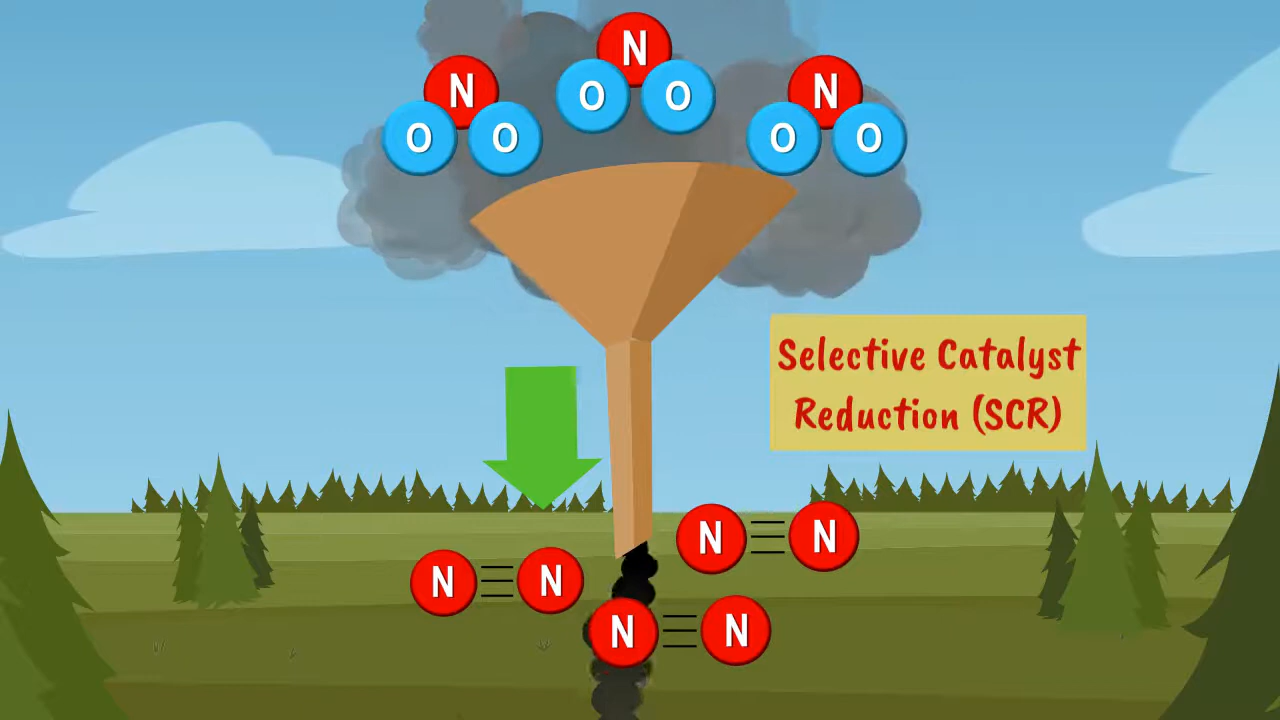 N
O O
N
O O
N
O O
Selective Catalyst
Reduction (SCR)
N N
N N
N N